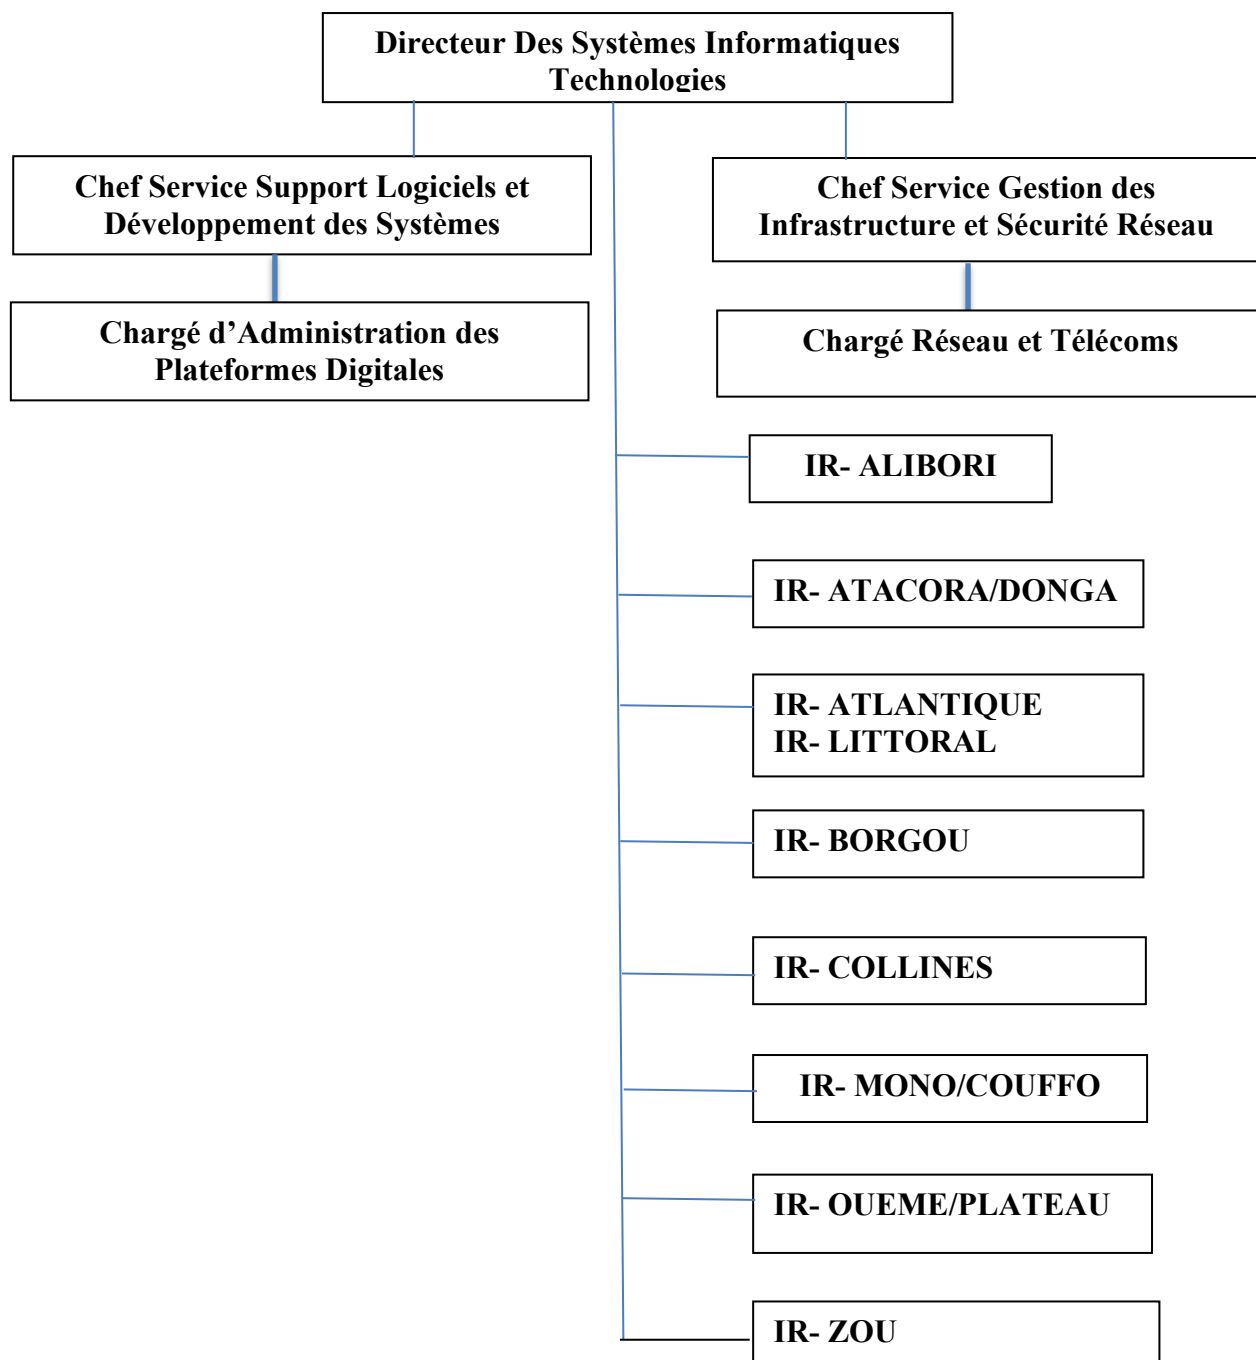 Directeur Des Systèmes Informatiques
Technologies
Chef Service Support Logiciels et
Développement des Systèmes
Chef Service Gestion des
Infrastructure et Sécurité Réseau
Chargé d’Administration des
Plateformes Digitales
Chargé Réseau et Télécoms
IR- ALIBORI
IR- ATACORA/DONGA
IR- ATLANTIQUE
IR- LITTORAL
IR- BORGOU
IR- COLLINES
IR- MONO/COUFFO
IR- OUEME/PLATEAU
IR- ZOU